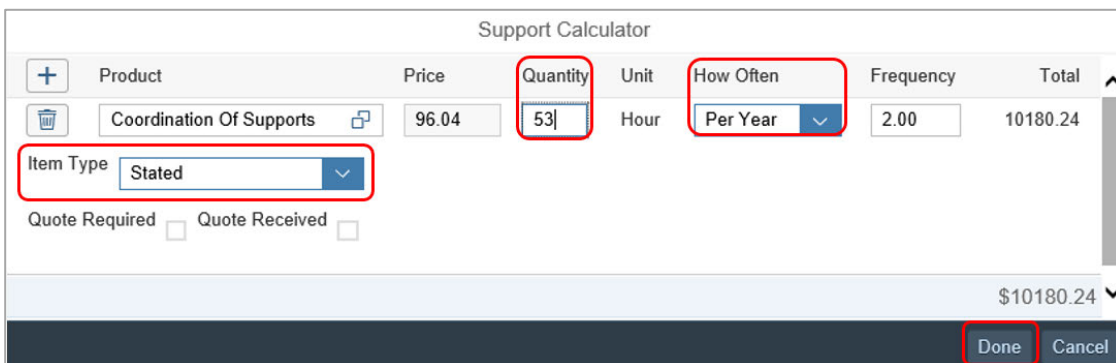 Support Calculator
+ Product Price Quantity Unit How Often Frequency Total
Coordination Of Supports 96.04 53 Hour Per Year 2.00 10180.24
Item Type Stated
Quote Required Quote Received
$10180.24
Done Cancel